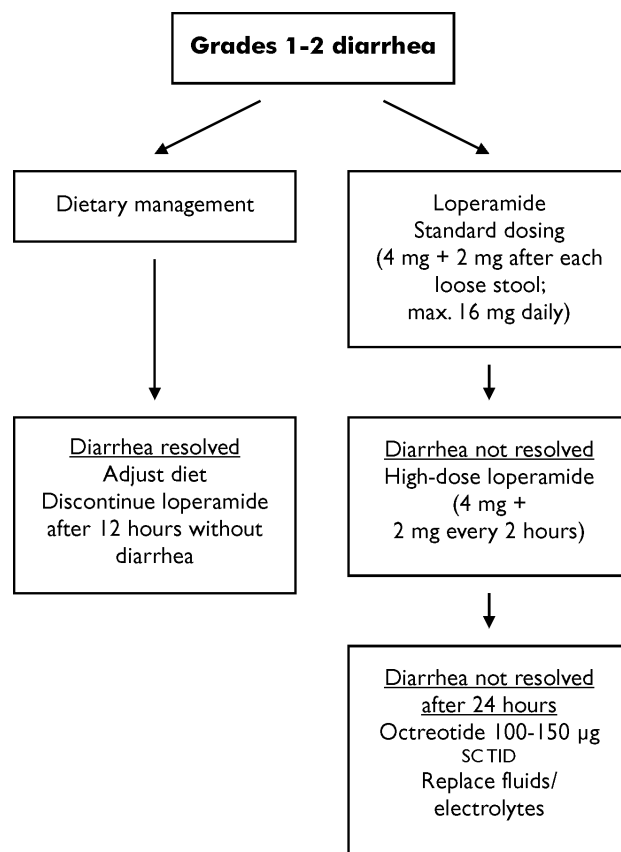 Grades 1-2 diarrhea
Dietary management
Loperamide
Standard dosing
(4 mg + 2 mg after each
loose stool;
max. 16 mg daily)
Diarrhea resolved
Adjust diet
Discontinue loperamide
after 12 hours without
diarrhea
Diarrhea not resolved
High-dose loperamide
(4 mg +
2 mg every 2 hours)
Diarrhea not resolved
after 24 hours
Octreotide 100-150 µg
SC TID
Replace fluids/
electrolytes